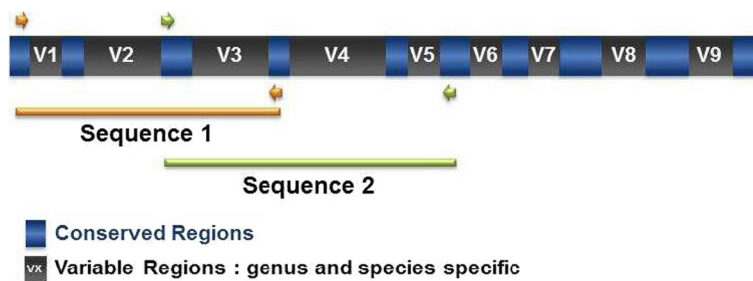 V1 V2 V3 V4 V5 V6 V7 V8 V9
Sequence 1
Sequence 2
Conserved Regions
VX Variable Regions : genus and species specific